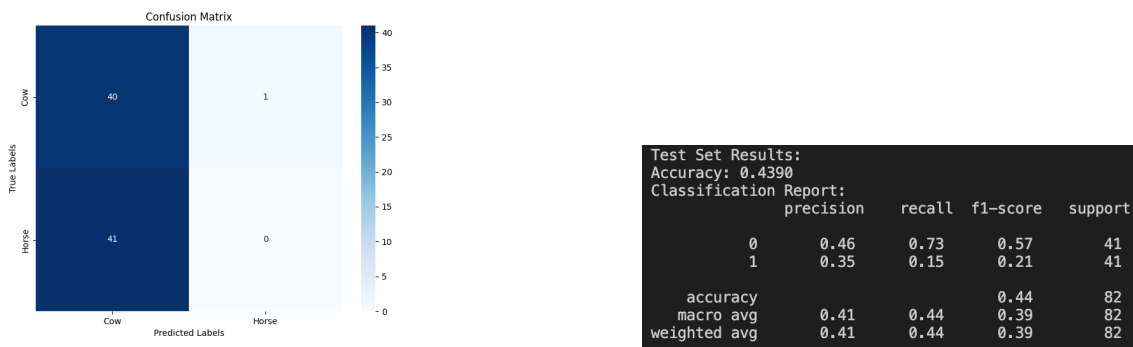 Confusion Matrix
Cow
Horse
True Labels
40 1
41 0
Cow Horse
Predicted Labels
40
35
30
25
20
15
10
5
0
Test Set Results:
Accuracy: 0.4390
Classification Report:
precision recall f1-score support
0 0.46 0.73 0.57 41
1 0.35 0.15 0.21 41
accuracy 0.44 82
macro avg 0.41 0.44 0.39 82
weighted avg 0.41 0.44 0.39 82